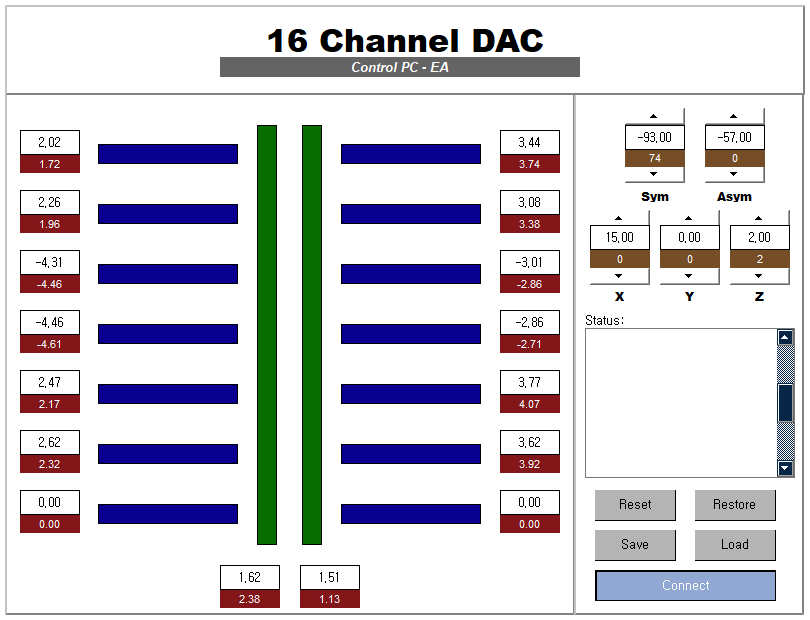 16 Channel DAC
Control PC - EA
2,02 3,44
1.72 3.74
2,26 3,08
1.96 3.38
-4,31 -3,01
-4.46 -2.86
-4,46 -2,86
-4.61 -2.71
2,47 3,77
2.17 4.07
2,62 3,62
2.32 3.92
0,00 0,00
0.00 0.00
1,62 1,51
2.38 1.13
-93,00 -57,00
74 0
Sym Asym
15,00 0,00 2,00
0 0 2
X Y Z
Status:
Reset Restore
Save Load
Connect